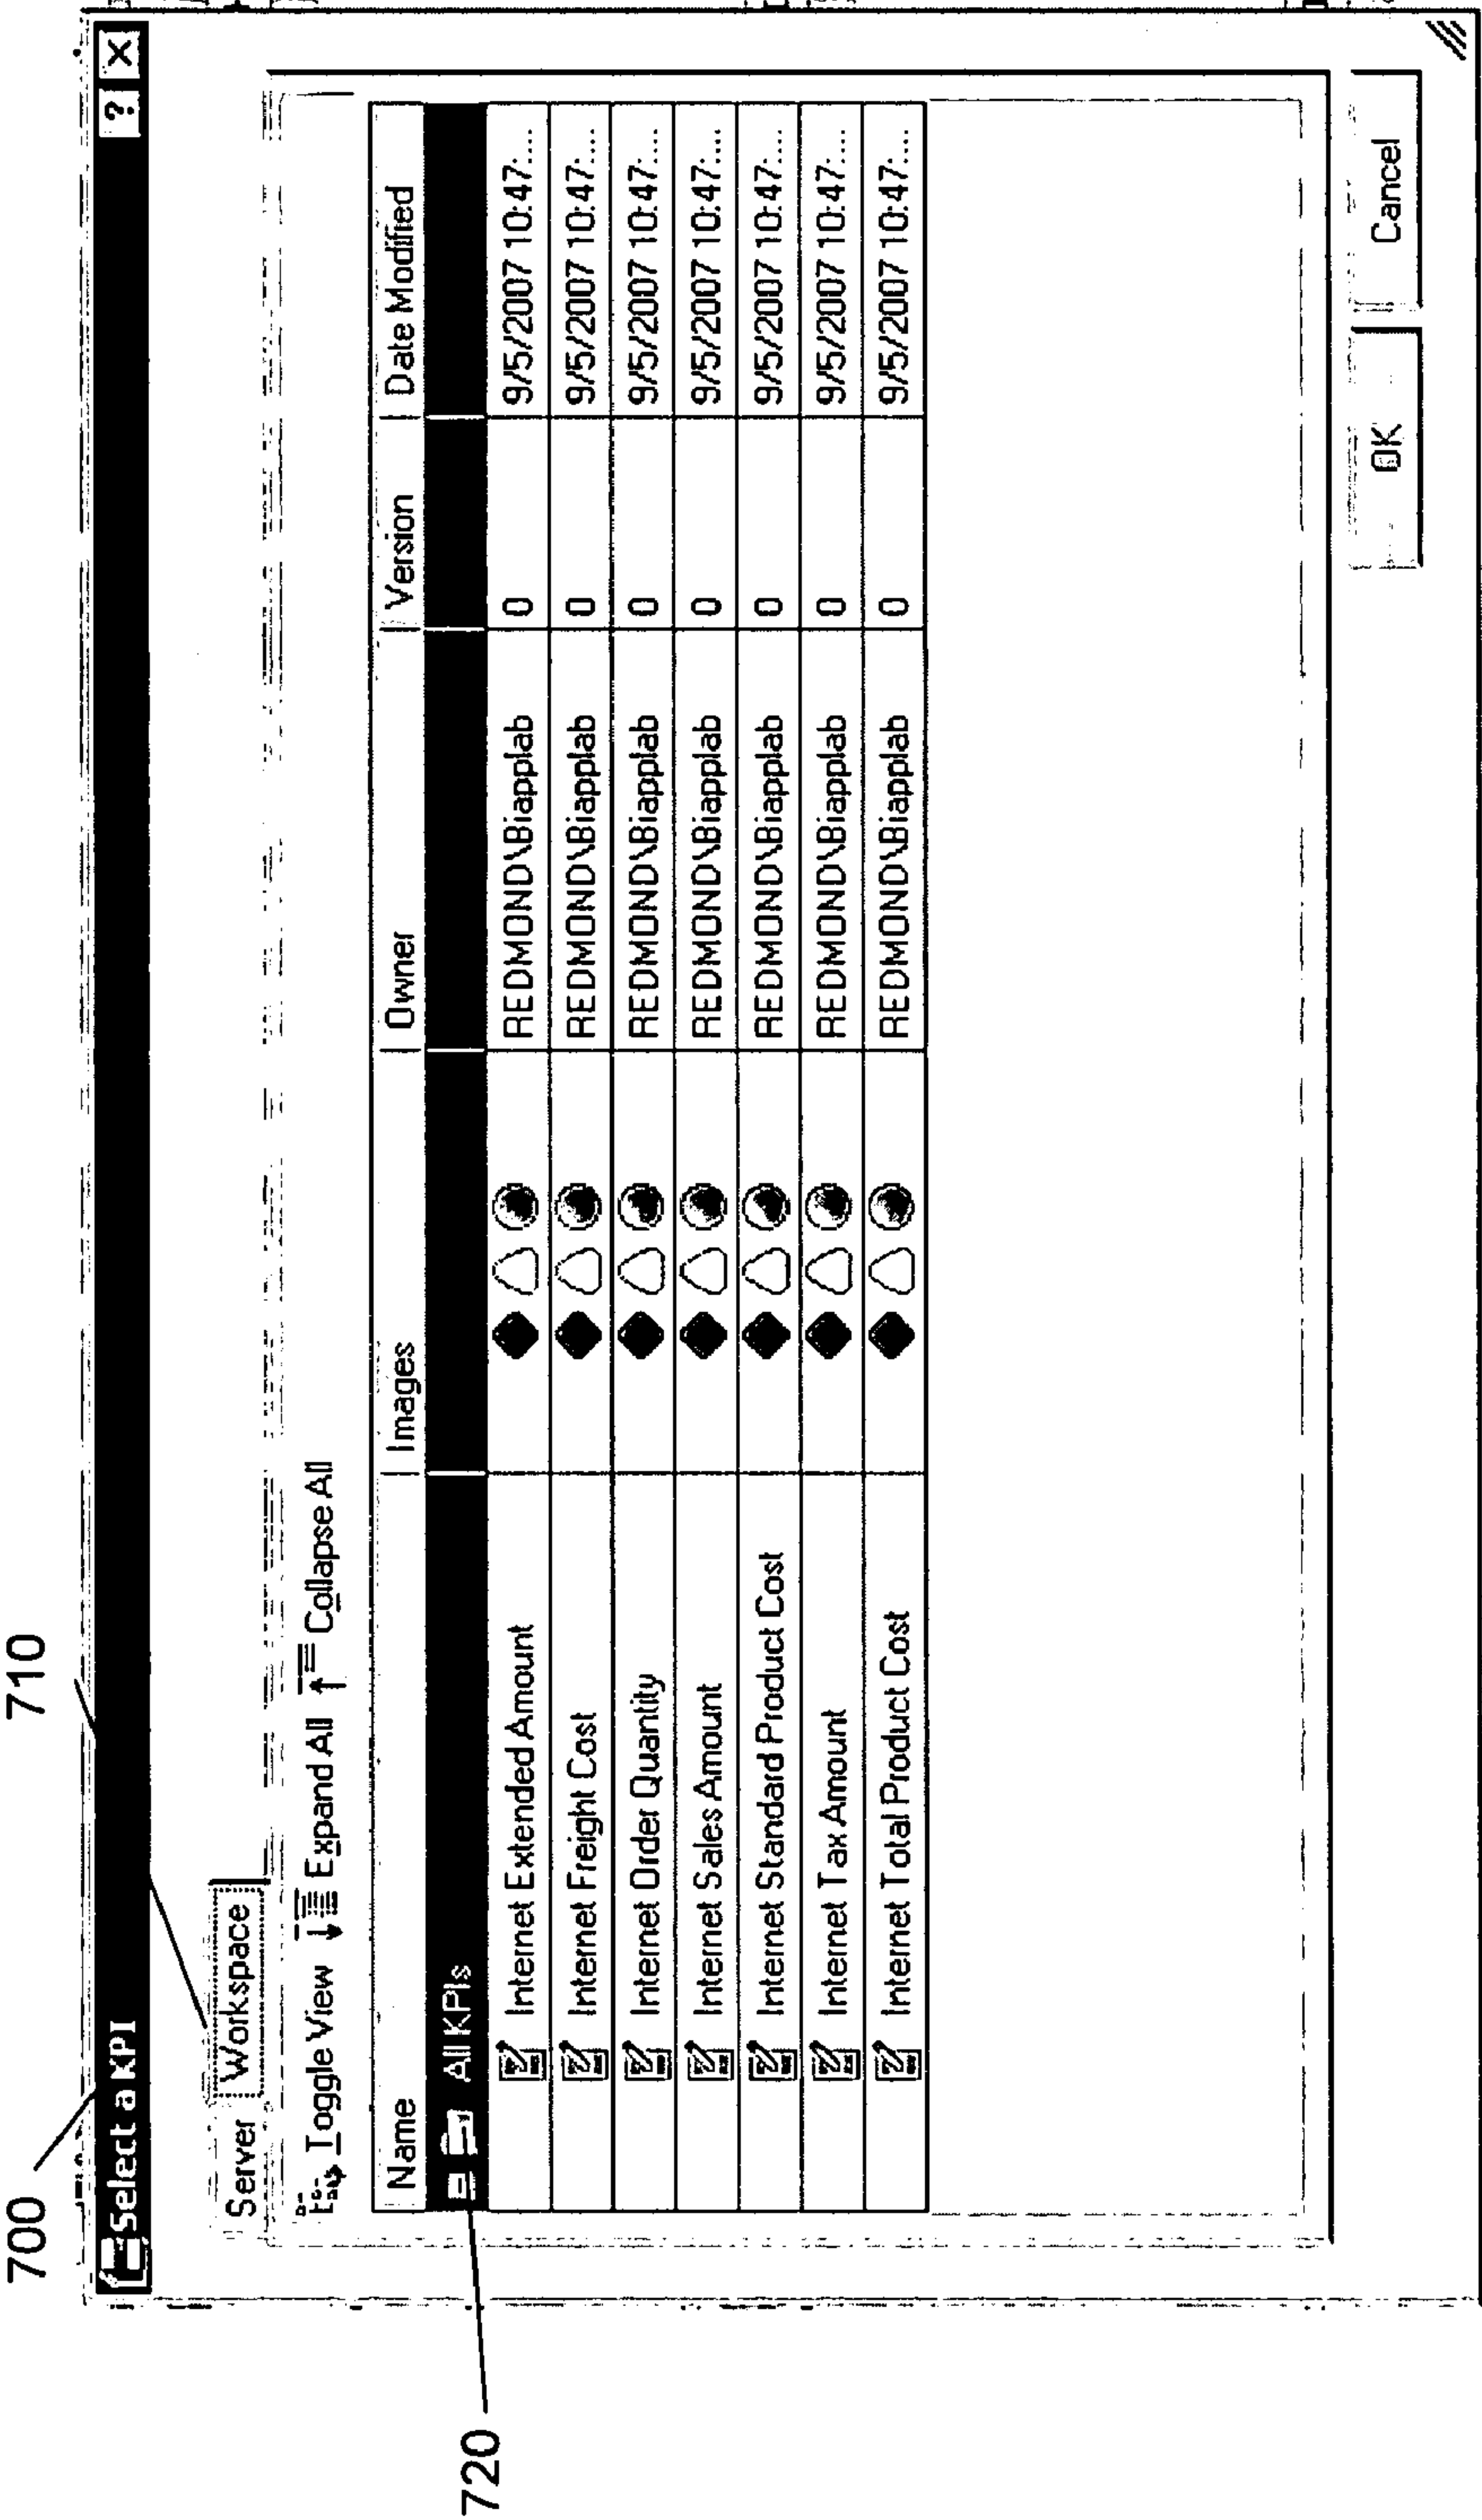 700
710
Select a KPI ? X
Server Workspace
Toggle View Expand All Collapse All
Name Images Owner Version Date Modified
720
All KPIs
Internet Extended Amount REDMOND\Biapplab 0 9/5/2007 10:47:...
Internet Freight Cost REDMOND\Biapplab 0 9/5/2007 10:47:...
Internet Order Quantity REDMOND\Biapplab 0 9/5/2007 10:47:...
Internet Sales Amount REDMOND\Biapplab 0 9/5/2007 10:47:...
Internet Standard Product Cost REDMOND\Biapplab 0 9/5/2007 10:47:...
Internet Tax Amount REDMOND\Biapplab 0 9/5/2007 10:47:...
Internet Total Product Cost REDMOND\Biapplab 0 9/5/2007 10:47:...
OK Cancel